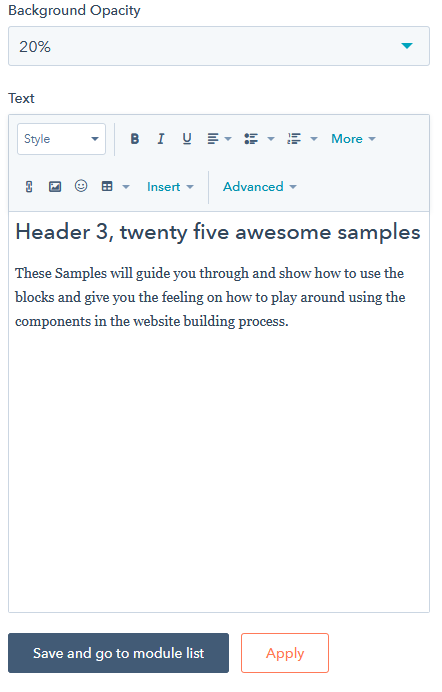 Background Opacity
20%
Text
Style B I U More
Insert Advanced
Header 3, twenty five awesome samples
These Samples will guide you through and show how to use the
blocks and give you the feeling on how to play around using the
components in the website building process.
Save and go to module list Apply